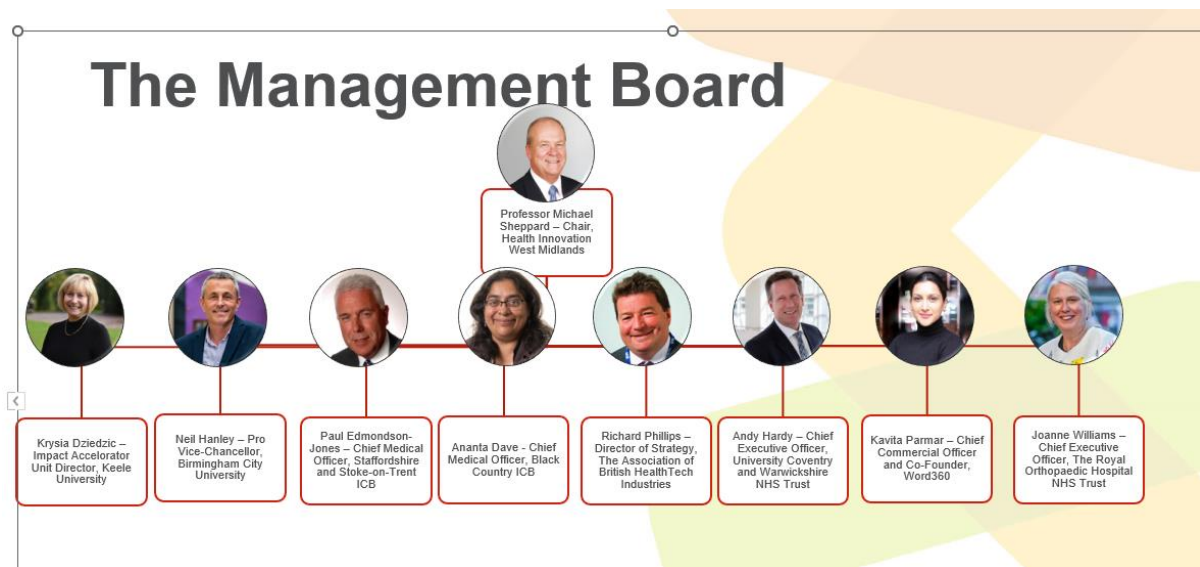 The Management Board
Professor Michael
Sheppard – Chair,
Health Innovation
West Midlands
Krysia Dziedzic –
Impact Accelorator
Unit Director, Keele
University
Neil Hanley – Pro
Vice-Chancellor,
Birmingham City
University
Paul Edmondson-
Jones – Chief Medical
Officer, Staffordshire
and Stoke-on-Trent
ICB
Ananta Dave - Chief
Medical Officer, Black
Country ICB
Richard Phillips –
Director of Strategy,
The Association of
British HealthTech
Industries
Andy Hardy – Chief
Executive Officer,
University Coventry
and Warwickshire
NHS Trust
Kavita Parmar – Chief
Commercial Officer
and Co-Founder,
Word360
Joanne Williams –
Chief Executive
Officer, The Royal
Orthopaedic Hospital
NHS Trust